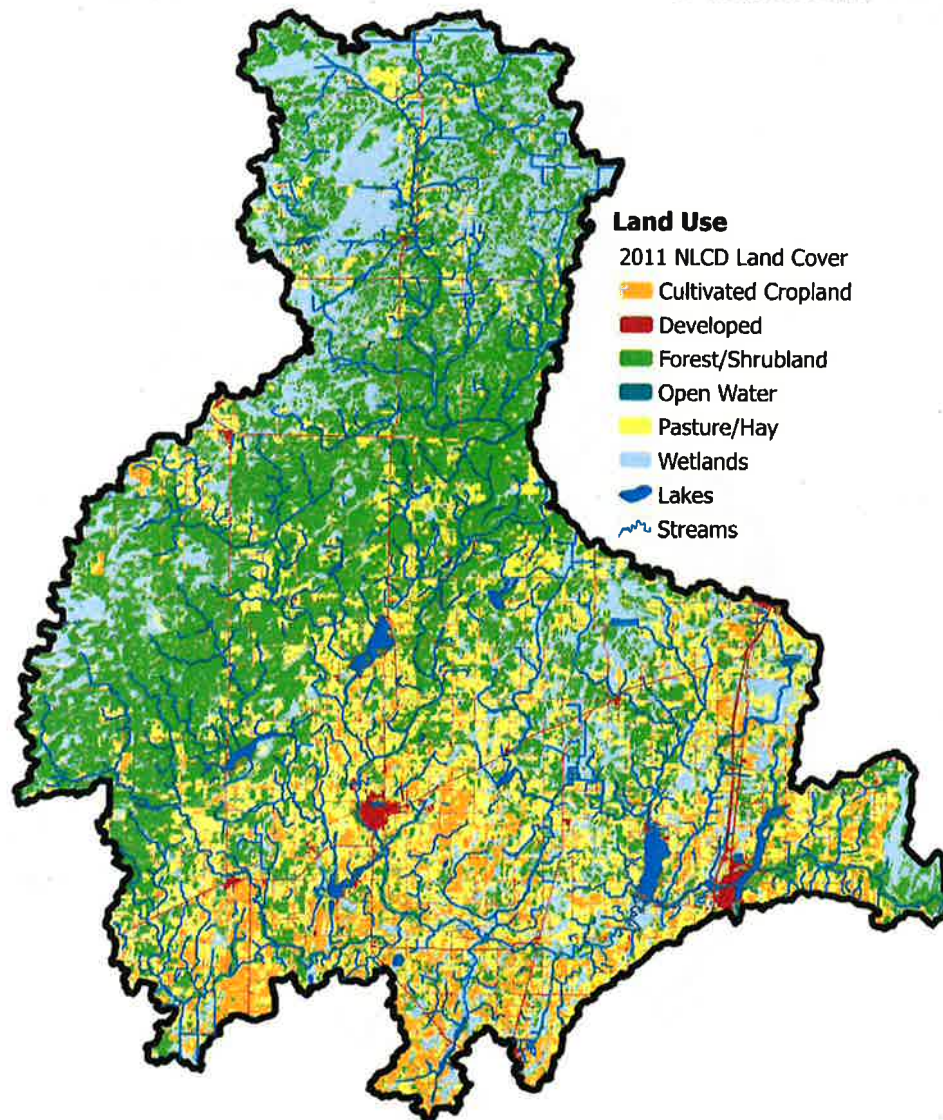 Land Use
2011 NLCD Land Cover
Cultivated Cropland
Developed
Forest/Shrubland
Open Water
Pasture/Hay
Wetlands
Lakes
Streams